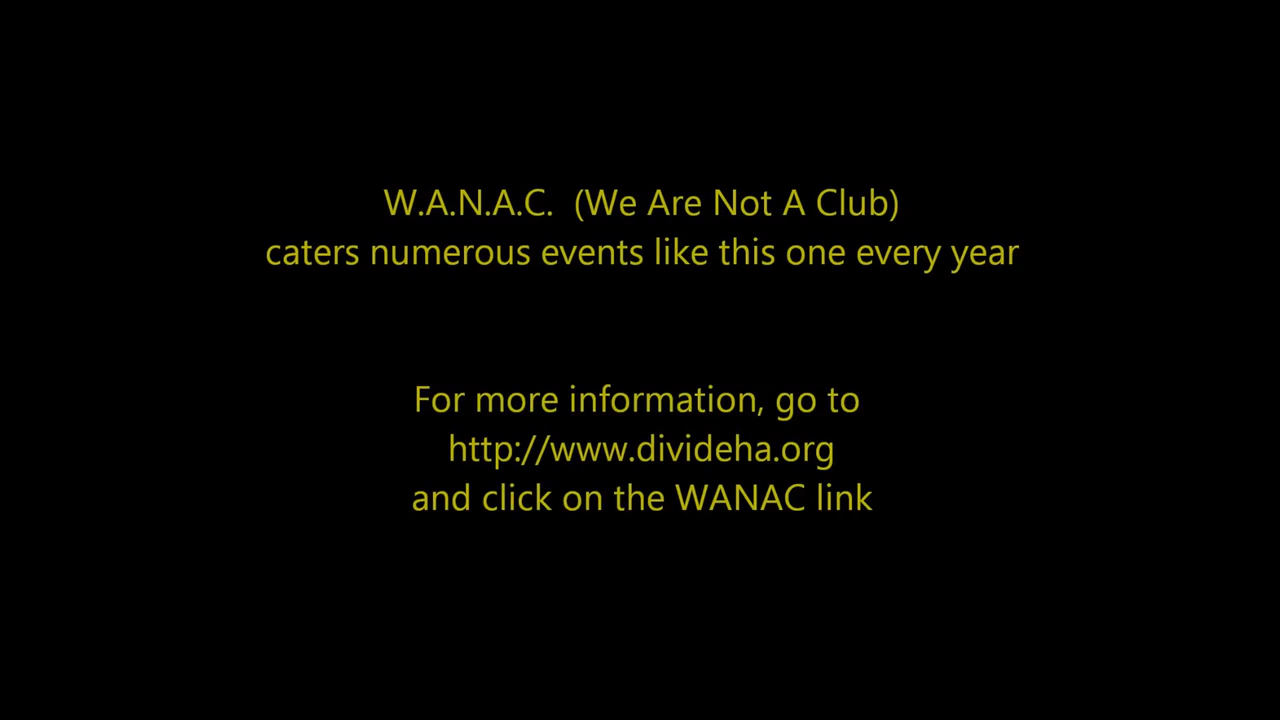 W.A.N.A.C.  (We Are Not A Club)
caters numerous events like this one every year
For more information, go to
http://www.divideha.org
and click on the WANAC link